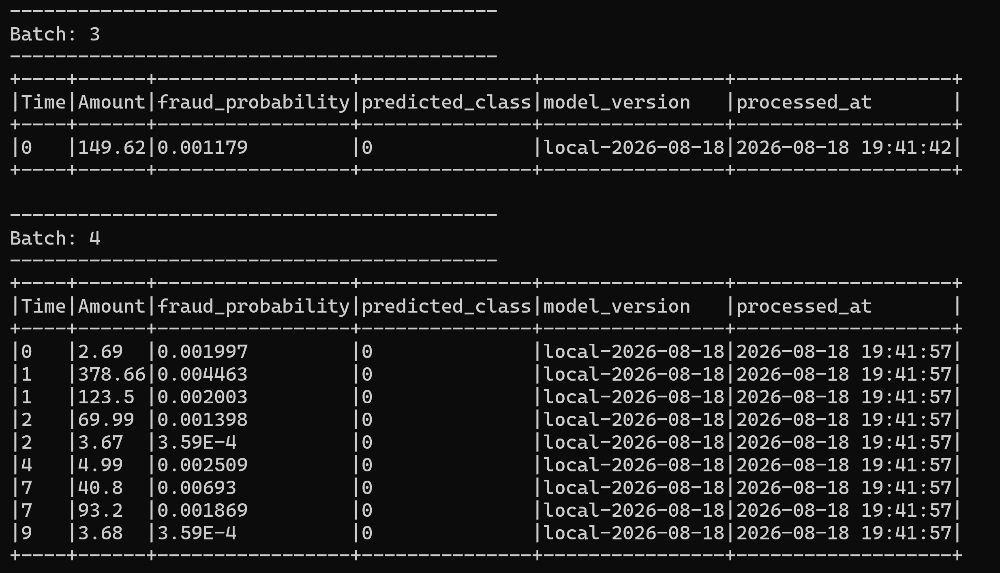 -------------------------------------------
Batch: 3
-------------------------------------------
+----+------+-----------------+---------------+----------------+-------------------+
|Time|Amount|fraud_probability|predicted_class|model_version   |processed_at       |
+----+------+-----------------+---------------+----------------+-------------------+
|0   |149.62|0.001179         |0              |local-2026-08-18|2026-08-18 19:41:42|
+----+------+-----------------+---------------+----------------+-------------------+

-------------------------------------------
Batch: 4
-------------------------------------------
+----+------+-----------------+---------------+----------------+-------------------+
|Time|Amount|fraud_probability|predicted_class|model_version   |processed_at       |
+----+------+-----------------+---------------+----------------+-------------------+
|0   |2.69  |0.001997         |0              |local-2026-08-18|2026-08-18 19:41:57|
|1   |378.66|0.004463         |0              |local-2026-08-18|2026-08-18 19:41:57|
|1   |123.5 |0.002003         |0              |local-2026-08-18|2026-08-18 19:41:57|
|2   |69.99 |0.001398         |0              |local-2026-08-18|2026-08-18 19:41:57|
|2   |3.67  |3.59E-4          |0              |local-2026-08-18|2026-08-18 19:41:57|
|4   |4.99  |0.002509         |0              |local-2026-08-18|2026-08-18 19:41:57|
|7   |40.8  |0.00693          |0              |local-2026-08-18|2026-08-18 19:41:57|
|7   |93.2  |0.001869         |0              |local-2026-08-18|2026-08-18 19:41:57|
|9   |3.68  |3.59E-4          |0              |local-2026-08-18|2026-08-18 19:41:57|
+----+------+-----------------+---------------+----------------+-------------------+